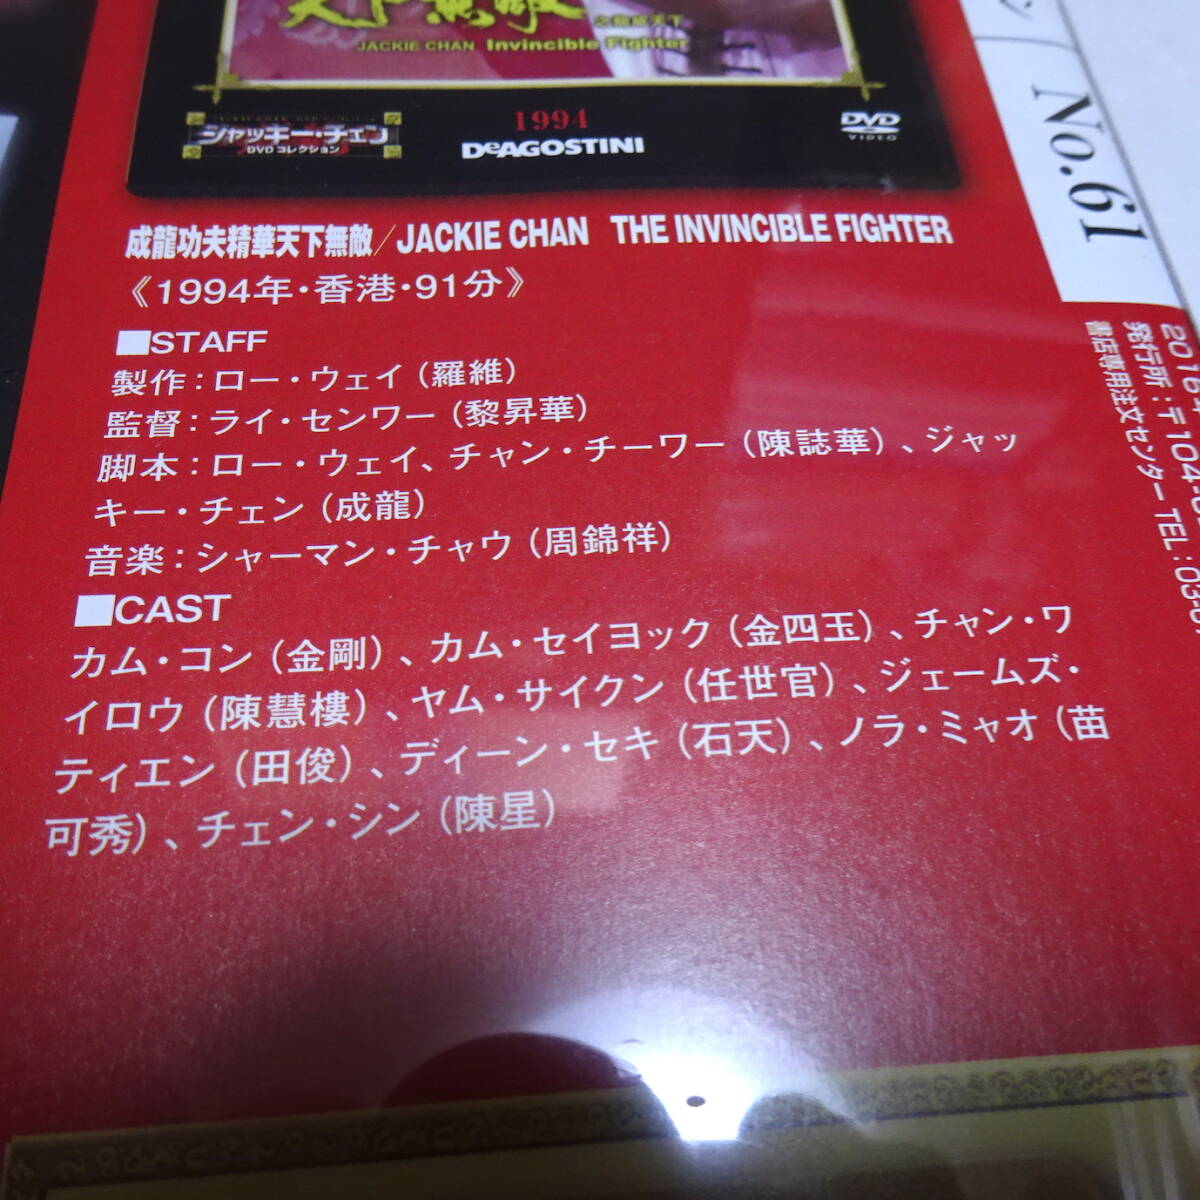 之龍威天下
JACKIE CHAN Invincible Fighter
ジャッキー・チェン
DVDコレクション
1994
DeAGOSTINI
DVD
VIDEO
成龍功夫精華天下無敵/JACKIE CHAN THE INVINCIBLE FIGHTER
《1994年・香港・91分》
■STAFF
製作:ロー・ウェイ(羅維)
監督:ライ・センワー(黎昇華)
脚本:ロー・ウェイ、チャン・チーワー(陳誌華)、ジャッ
キー・チェン(成龍)
音楽:シャーマン・チャウ(周錦祥)
■CAST
カム・コン(金剛)、カム・セイヨック(金四玉)、チャン・ワ
イロウ(陳慧樓)、ヤム・サイクン(任世官)、ジェームズ・
ティエン(田俊)、ディーン・セキ(石天)、ノラ・ミャオ(苗
可秀)、チェン・シン(陳星)
No.61
発行所:〒104-
書店専用注文センター TEL:03-